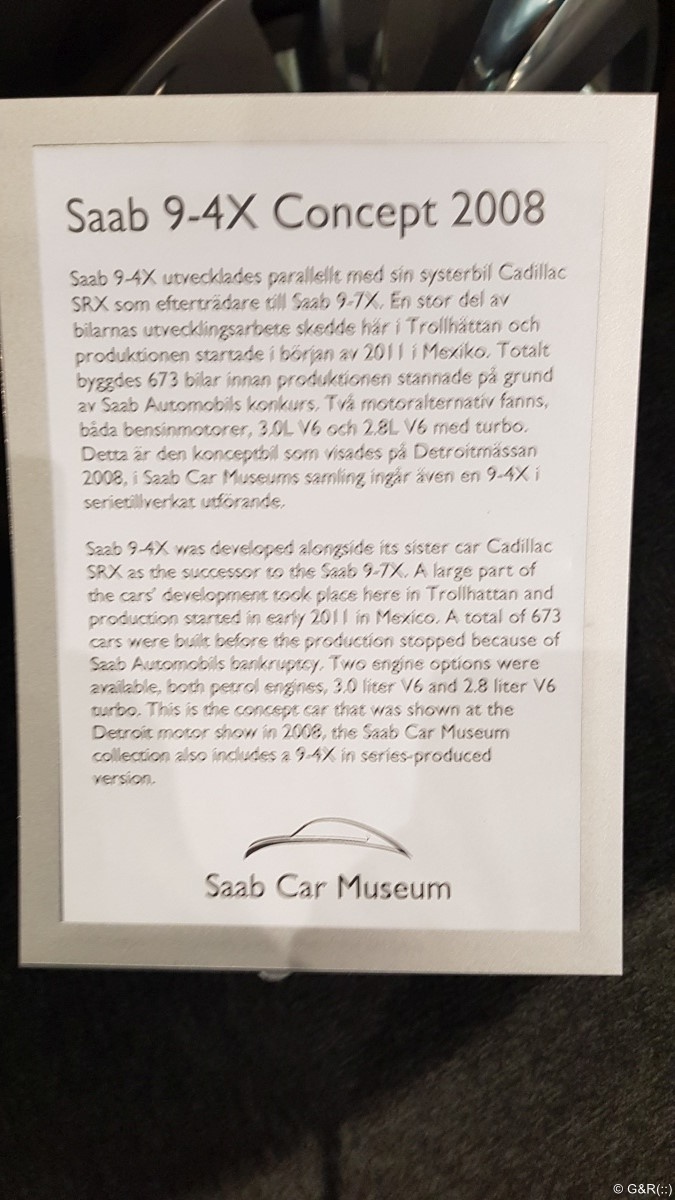 Saab 9-4X Concept 2008
Saab 9-4X utvecklades parallellt med sin systerbil Cadillac
SRX som efterträdare till Saab 9-7X. En stor del av
bilarnas utvecklingsarbete skedde här i Trollhättan och
produktionen startade i början av 2011 i Mexiko. Totalt
byggdes 673 bilar innan produktionen stannade på grund
av Saab Automobils konkurs. Två motoralternativ fanns,
båda bensinmotorer, 3.0L V6 och 2.8L V6 med turbo.
Detta är den konceptbil som visades på Detroitmässan
2008, i Saab Car Museums samling ingår även en 9-4X i
serietillverkat utförande.
Saab 9-4X was developed alongside its sister car Cadillac
SRX as the successor to the Saab 9-7X. A large part of
the cars' development took place here in Trollhattan and
production started in early 2011 in Mexico. A total of 673
cars were built before the production stopped because of
Saab Automobils bankruptcy. Two engine options were
available, both petrol engines, 3.0 liter V6 and 2.8 liter V6
turbo. This is the concept car that was shown at the
Detroit motor show in 2008, the Saab Car Museum
collection also includes a 9-4X in series-produced
version.
Saab Car Museum
© G&R(::)